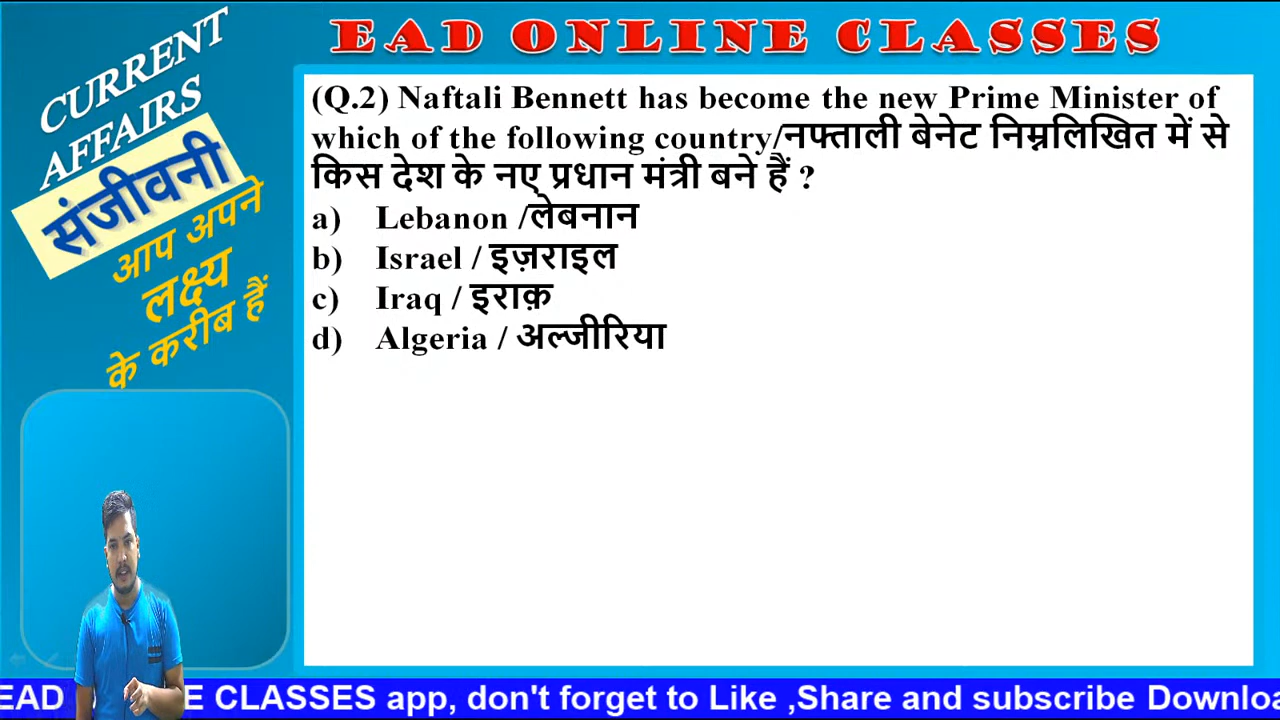 EAD ONLINE CLASSES
CURRENT
AFFAIRS
संजीवनी
आप अपने
लक्ष्य
के करीब हैं
(Q.2) Naftali Bennett has become the new Prime Minister of
which of the following country/नफ्ताली बेनेट निम्नलिखित में से
किस देश के नए प्रधान मंत्री बने हैं ?
a) Lebanon /लेबनान
b) Israel / इज़राइल
c) Iraq / इराक़
d) Algeria / अल्जीरिया
EAD E CLASSES app, don't forget to Like ,Share and subscribe Downloa